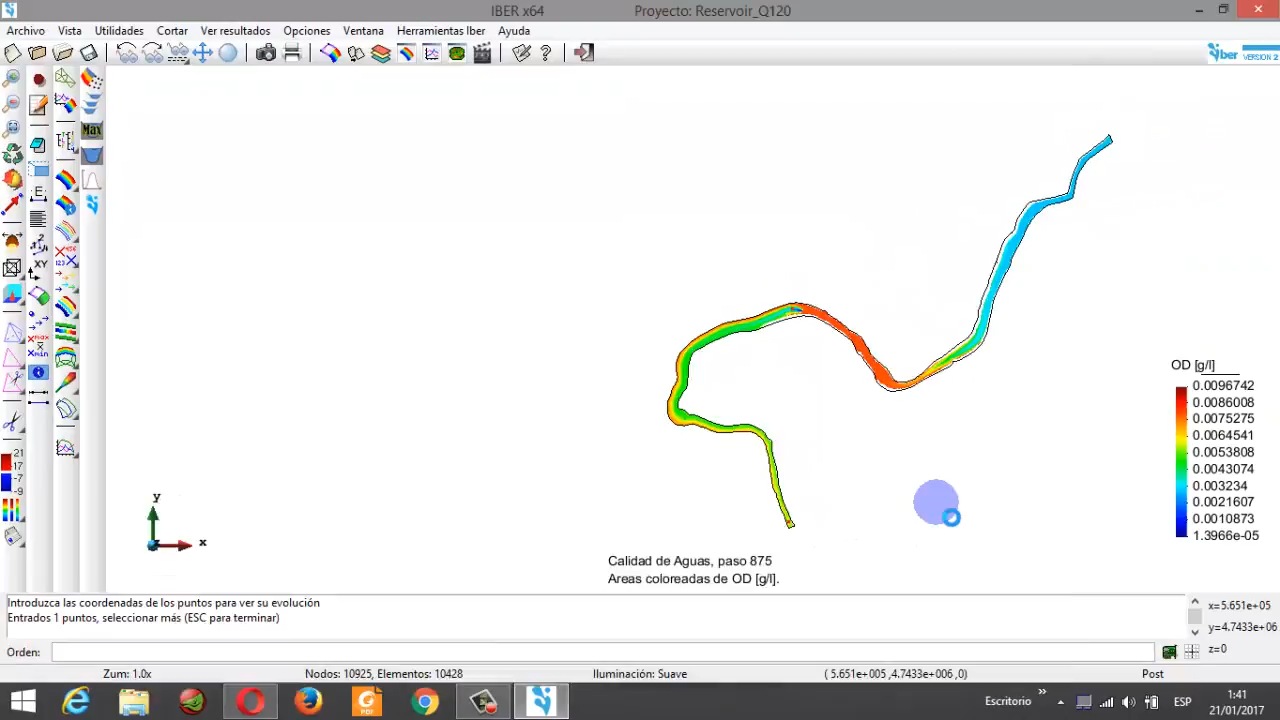 IBER x64
Proyecto: Reservoir_Q120
Archivo Vista Utilidades Cortar Ver resultados Opciones Ventana Herramientas Iber Ayuda
iber VERSION 2
Max
E
XY
OD [g/l]
0.0096742
0.0086008
0.0075275
0.0064541
0.0053808
0.0043074
0.003234
0.0021607
0.0010873
1.3966e-05
y
x
Calidad de Aguas, paso 875
Areas coloreadas de OD [g/l].
Introduzca las coordenadas de los puntos para ver su evolución
Entrados 1 puntos, seleccionar más (ESC para terminar)
x=5.651e+05
y=4.7433e+06
z=0
Orden:
Zum: 1.0x
Nodos: 10925, Elementos: 10428
Iluminación: Suave
( 5.651e+005,4.7433e+006,0)
Post
Escritorio
ESP
1:41
21/01/2017